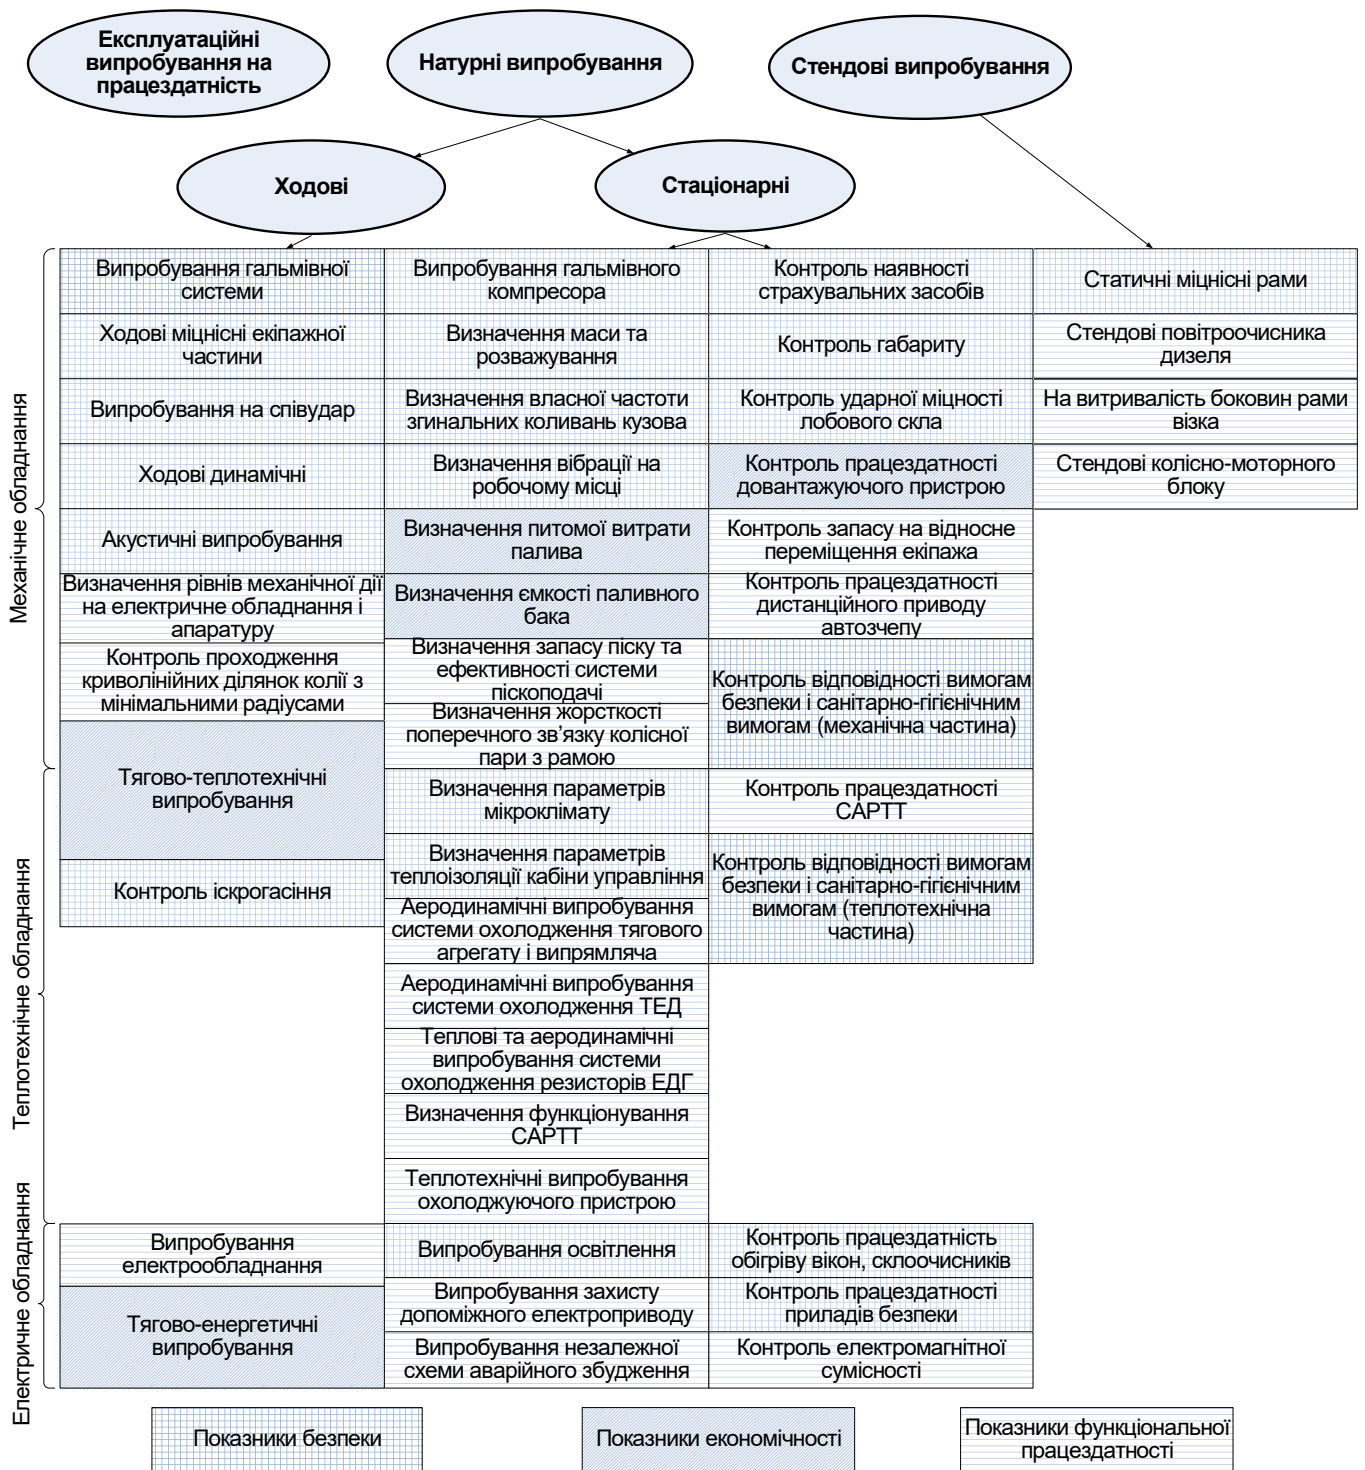 Експлуатаційні
випробування на
працездатність
Натурні випробування
Стендові випробування
Ходові
Стаціонарні
Механічне обладнання
Теплотехнічне обладнання
Електричне обладнання
Випробування гальмівної
системи
Ходові міцнісні екіпажної
частини
Випробування на співудар
Ходові динамічні
Акустичні випробування
Визначення рівнів механічної дії
на електричне обладнання і
апаратуру
Контроль проходження
криволінійних ділянок колії з
мінімальними радіусами
Тягово-теплотехнічні
випробування
Контроль іскрогасіння
Випробування
електрообладнання
Тягово-енергетичні
випробування
Випробування гальмівного
компресора
Визначення маси та
розважування
Визначення власної частоти
згинальних коливань кузова
Визначення вібрації на
робочому місці
Визначення питомої витрати
палива
Визначення ємкості паливного
бака
Визначення запасу піску та
ефективності системи
піскоподачі
Визначення жорсткості
поперечного зв’язку колісної
пари з рамою
Визначення параметрів
мікроклімату
Визначення параметрів
теплоізоляції кабіни управління
Аеродинамічні випробування
системи охолодження тягового
агрегату і випрямляча
Аеродинамічні випробування
системи охолодження ТЕД
Теплові та аеродинамічні
випробування системи
охолодження резисторів ЕДГ
Визначення функціонування
САРТТ
Теплотехнічні випробування
охолоджуючого пристрою
Випробування освітлення
Випробування захисту
допоміжного електроприводу
Випробування незалежної
схеми аварійного збудження
Контроль наявності
страхувальних засобів
Контроль габариту
Контроль ударної міцності
лобового скла
Контроль працездатності
довантажуючого пристрою
Контроль запасу на відносне
переміщення екіпажа
Контроль працездатності
дистанційного приводу
автозчепу
Контроль відповідності вимогам
безпеки і санітарно-гігієнічним
вимогам (механічна частина)
Контроль працездатності
САРТТ
Контроль відповідності вимогам
безпеки і санітарно-гігієнічним
вимогам (теплотехнічна
частина)
Контроль працездатність
обігріву вікон, склоочисників
Контроль працездатності
приладів безпеки
Контроль електромагнітної
сумісності
Статичні міцнісні рами
Стендові повітроочисника
дизеля
На витривалість боковин рами
візка
Стендові колісно-моторного
блоку
Показники безпеки
Показники економічності
Показники функціональної
працездатності